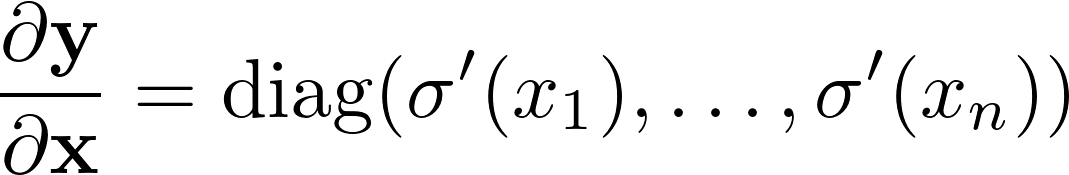 ∂𝐲/∂𝐱 = diag(σ′(x₁), . . . , σ′(xₙ))